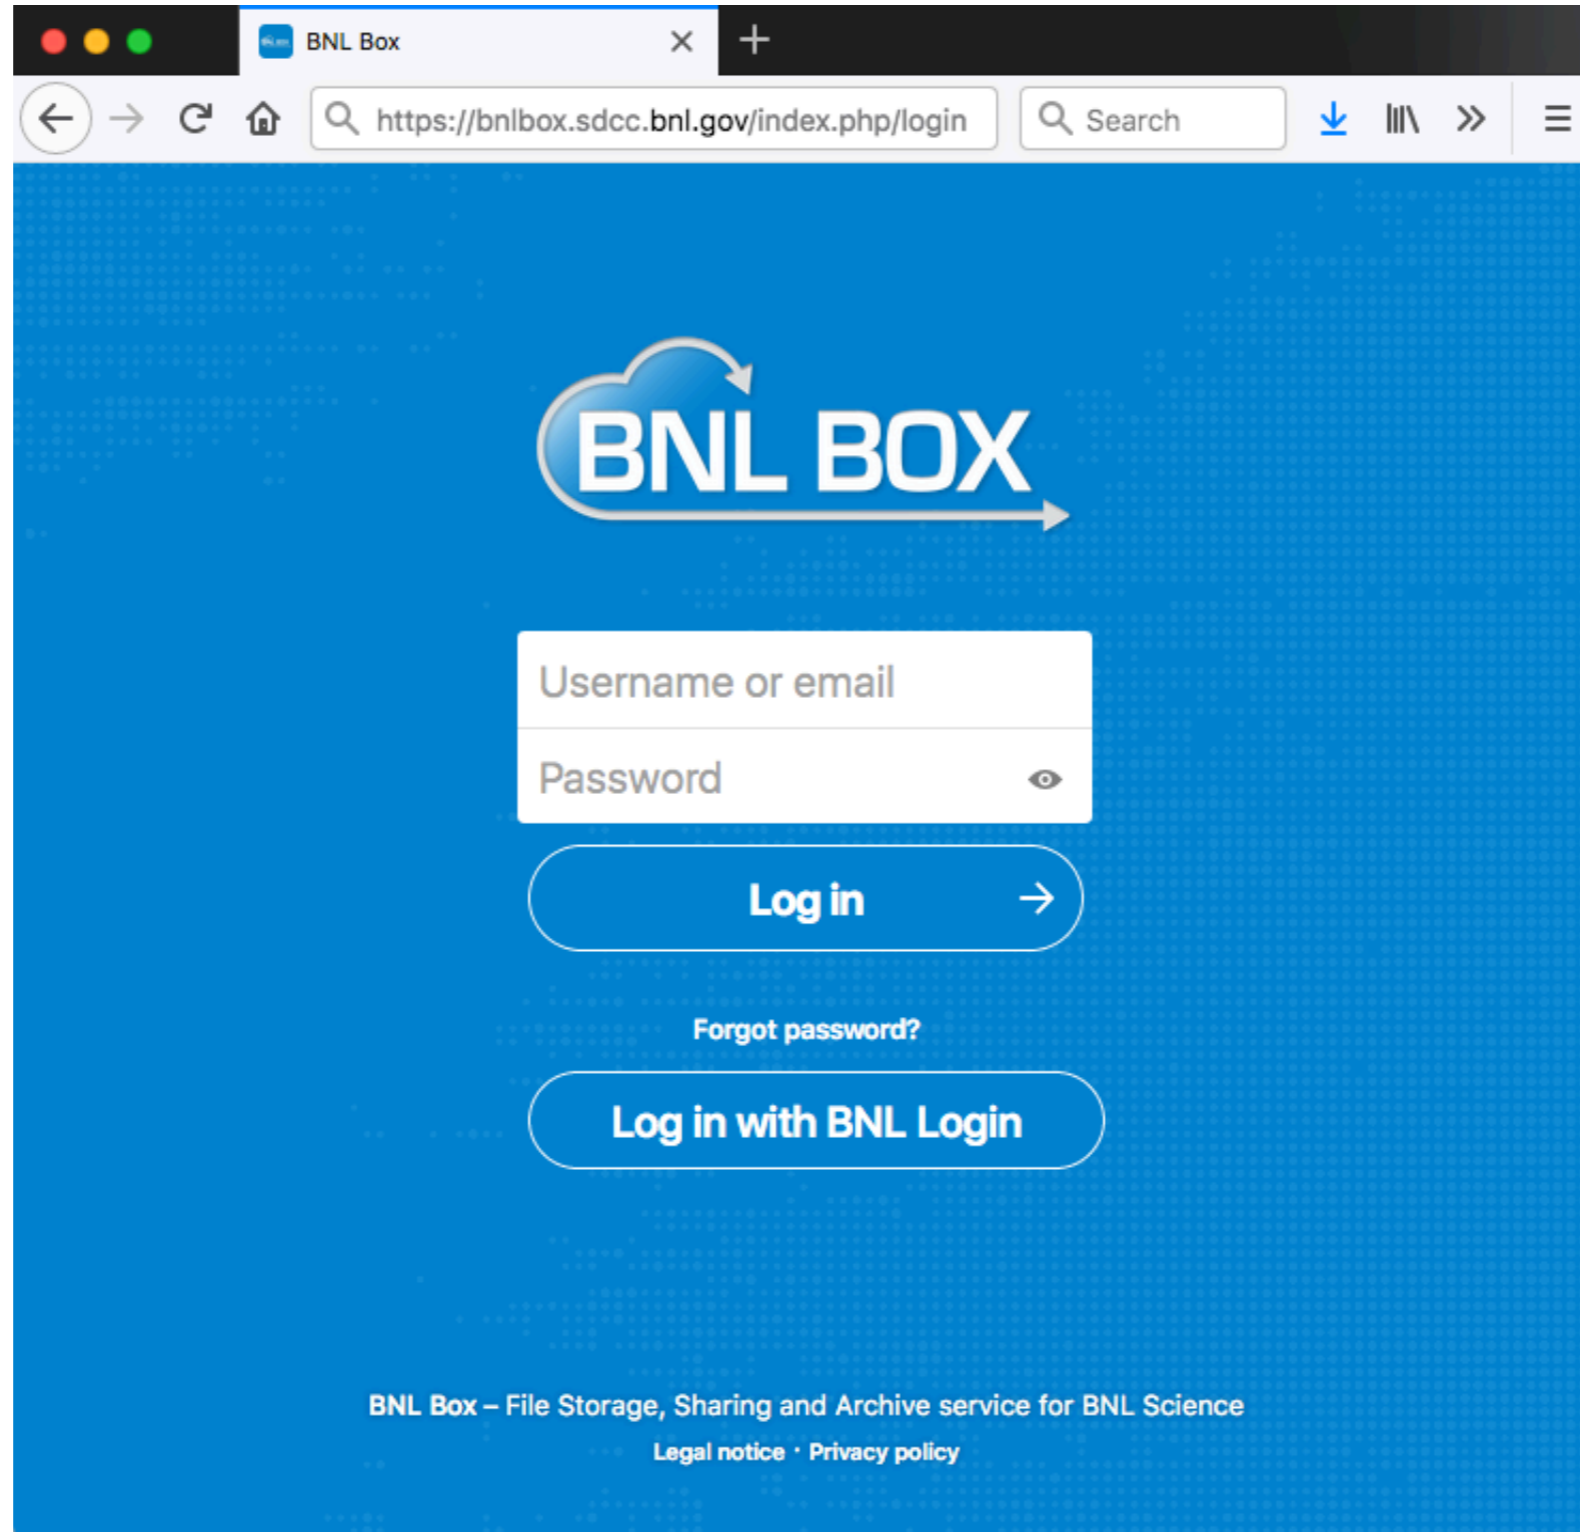 BNL Box
https://bnlbox.sdcc.bnl.gov/index.php/login
Search
BNL BOX
Username or email
Password
Log in
Forgot password?
Log in with BNL Login
BNL Box – File Storage, Sharing and Archive service for BNL Science
Legal notice · Privacy policy